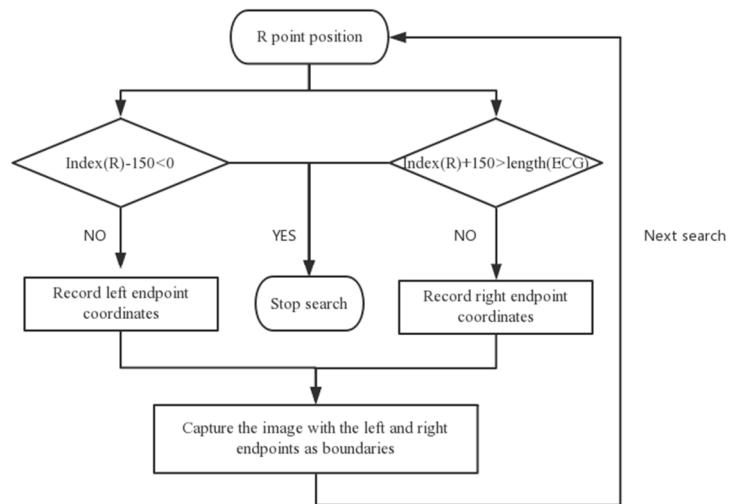 R point position
Index(R)-150<0
Index(R)+150>length(ECG)
NO
YES
NO
Next search
Record left endpoint
coordinates
Stop search
Record right endpoint
coordinates
Capture the image with the left and right
endpoints as boundaries